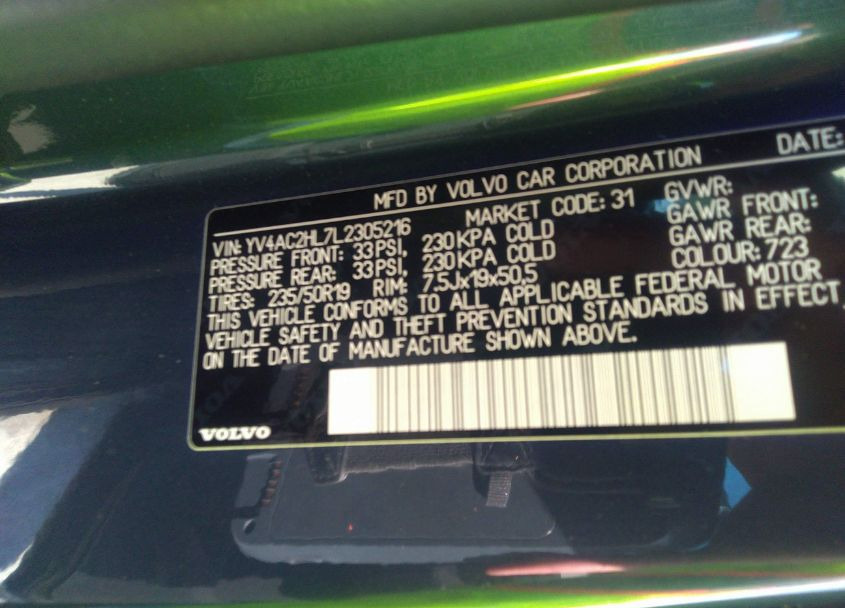 MFD BY VOLVO CAR CORPORATION DATE:
VIN: YV4AC2HL7L2305216 MARKET CODE: 31 GVWR:
PRESSURE FRONT: 33 PSI, 230 KPA COLD GAWR FRONT:
PRESSURE REAR: 33 PSI, 230 KPA COLD GAWR REAR:
TIRES: 235/50R19 RIM: 7.5Jx19x50.5 COLOUR: 723
THIS VEHICLE CONFORMS TO ALL APPLICABLE FEDERAL MOTOR
VEHICLE SAFETY AND THEFT PREVENTION STANDARDS IN EFFECT
ON THE DATE OF MANUFACTURE SHOWN ABOVE.
VOLVO